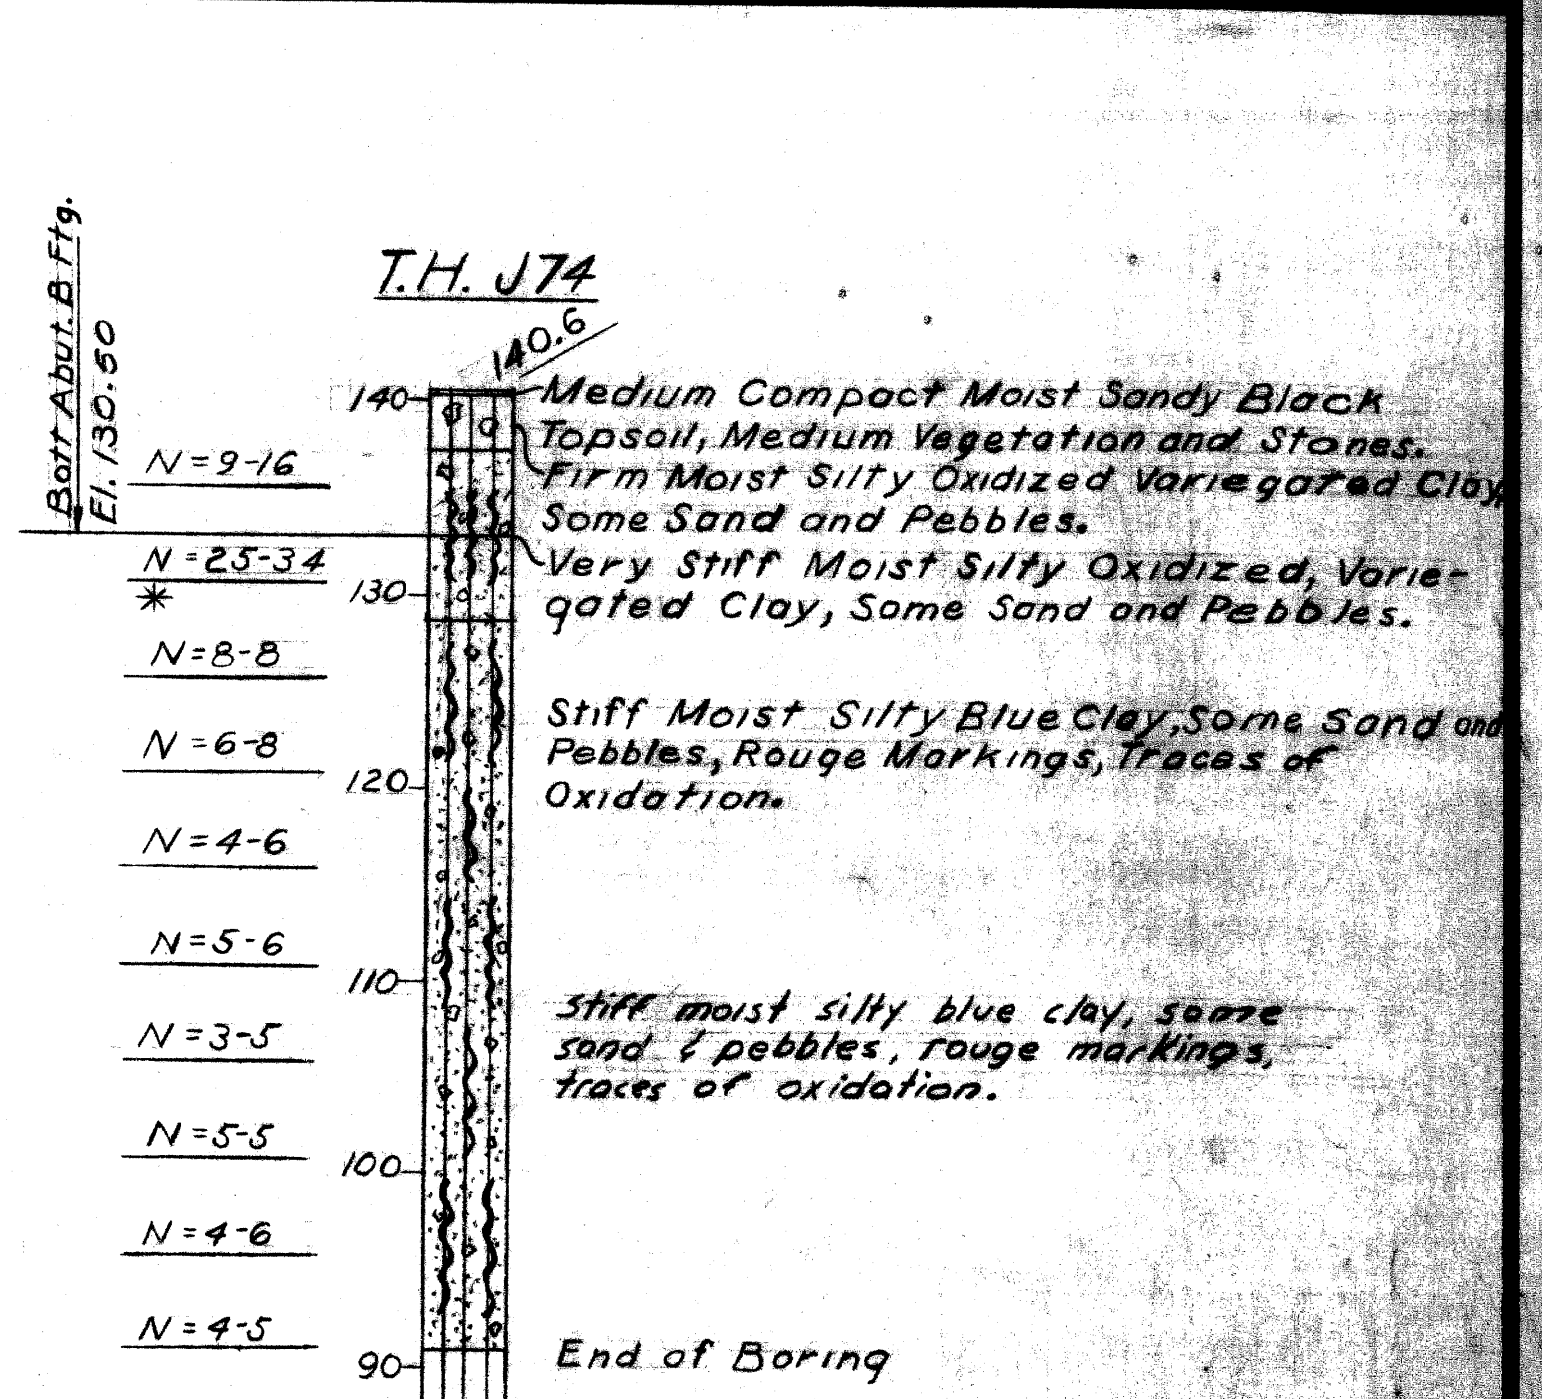 Bott Abut. B Ftg.
El. 130.50
T.H. J74
140.6
140
Medium Compact Moist Sandy Black
Topsoil, Medium Vegetation and Stones.
N=9-16
Firm Moist Silty Oxidized Variegated Clay,
Some Sand and Pebbles.
N=25-34
*
130
Very Stiff Moist Silty Oxidized, Varie-
gated Clay, Some Sand and Pebbles.
N=8-8
N=6-8
Stiff Moist Silty Blue Clay, Some Sand and
Pebbles, Rouge Markings, Traces of
Oxidation.
120
N=4-6
N=5-6
110
stiff moist silty blue clay, some
sand & pebbles, rouge markings,
traces of oxidation.
N=3-5
N=5-5
100
N=4-6
N=4-5
90
End of Boring